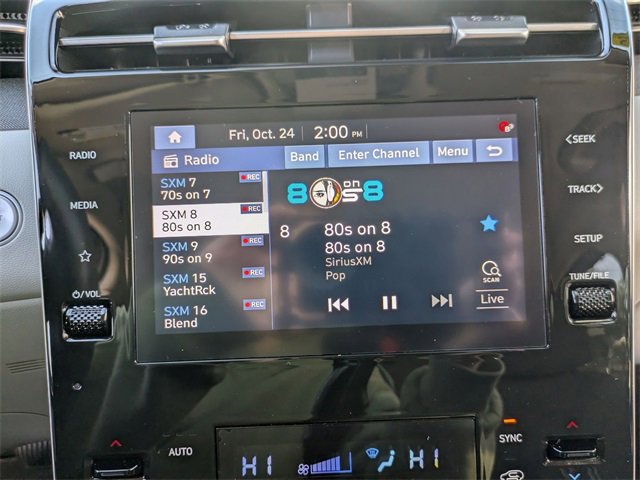 Fri, Oct. 24 2:00 PM
Radio Band Enter Channel Menu
SXM 7 REC
70s on 7
SXM 8 REC
80s on 8
SXM 9 REC
90s on 9
SXM 15 REC
YachtRck
SXM 16 REC
Blend
8 on 8
8 80s on 8
80s on 8
SiriusXM
Pop
SCAN
Live
RADIO
MEDIA
VOL
<SEEK
TRACK>
SETUP
TUNE/FILE
AUTO
SYNC
HI HI